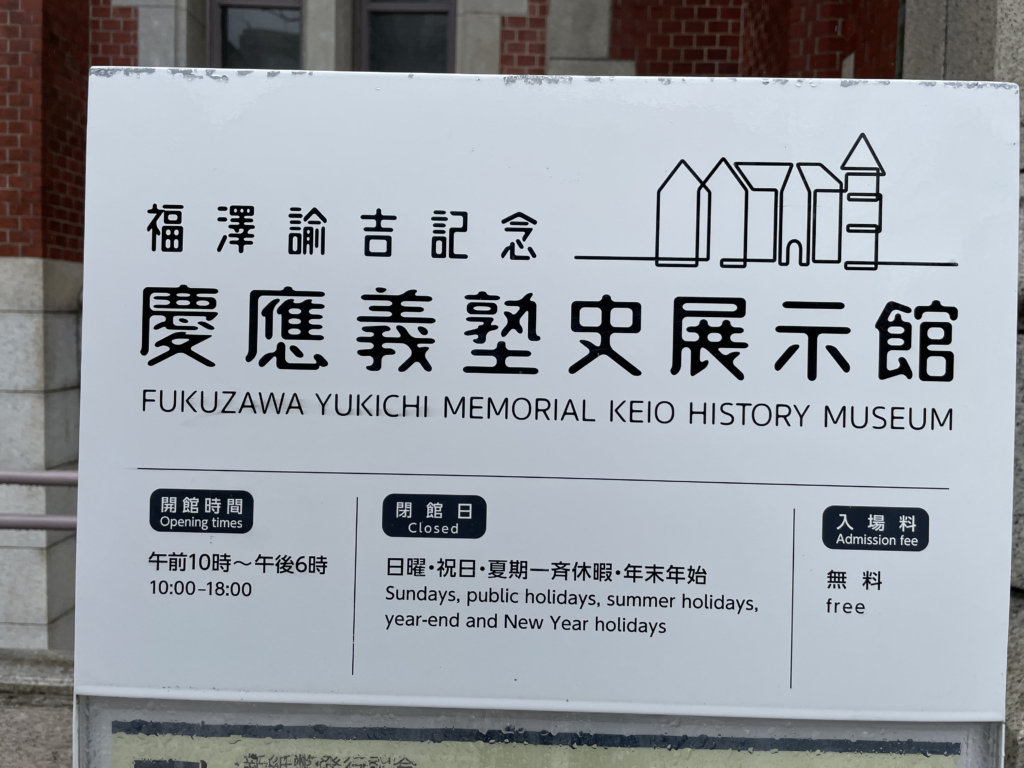 福澤諭吉記念
慶應義塾史展示館
FUKUZAWA YUKICHI MEMORIAL KEIO HISTORY MUSEUM
開館時間
Opening times
午前10時〜午後6時
10:00–18:00
閉館日
Closed
日曜・祝日・夏期一斉休暇・年末年始
Sundays, public holidays, summer holidays,
year-end and New Year holidays
入場料
Admission fee
無料
free